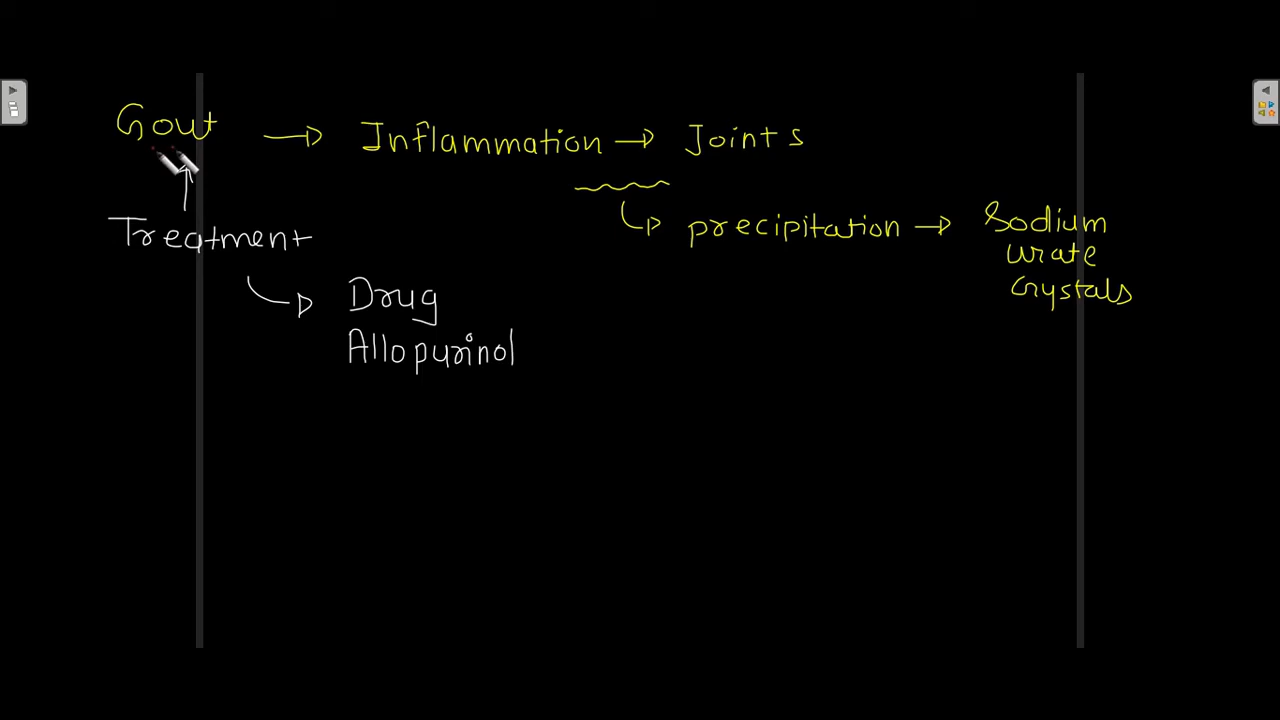 Gout → Inflammation → Joints
precipitation → Sodium
urate
crystals
Treatment
Drug
Allopurinol